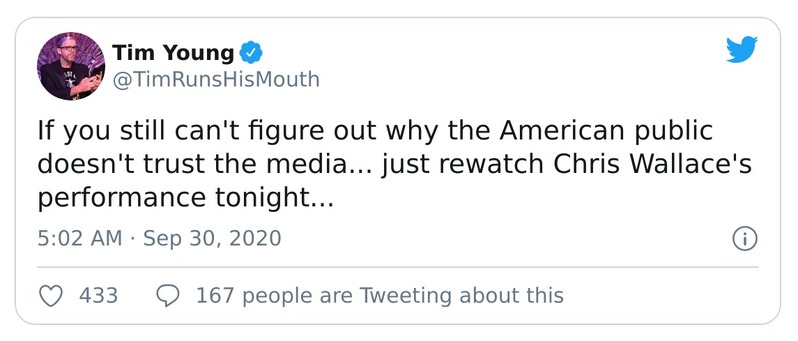 Tim Young
@TimRunsHisMouth
If you still can't figure out why the American public
doesn't trust the media... just rewatch Chris Wallace's
performance tonight...
5:02 AM · Sep 30, 2020
433 167 people are Tweeting about this